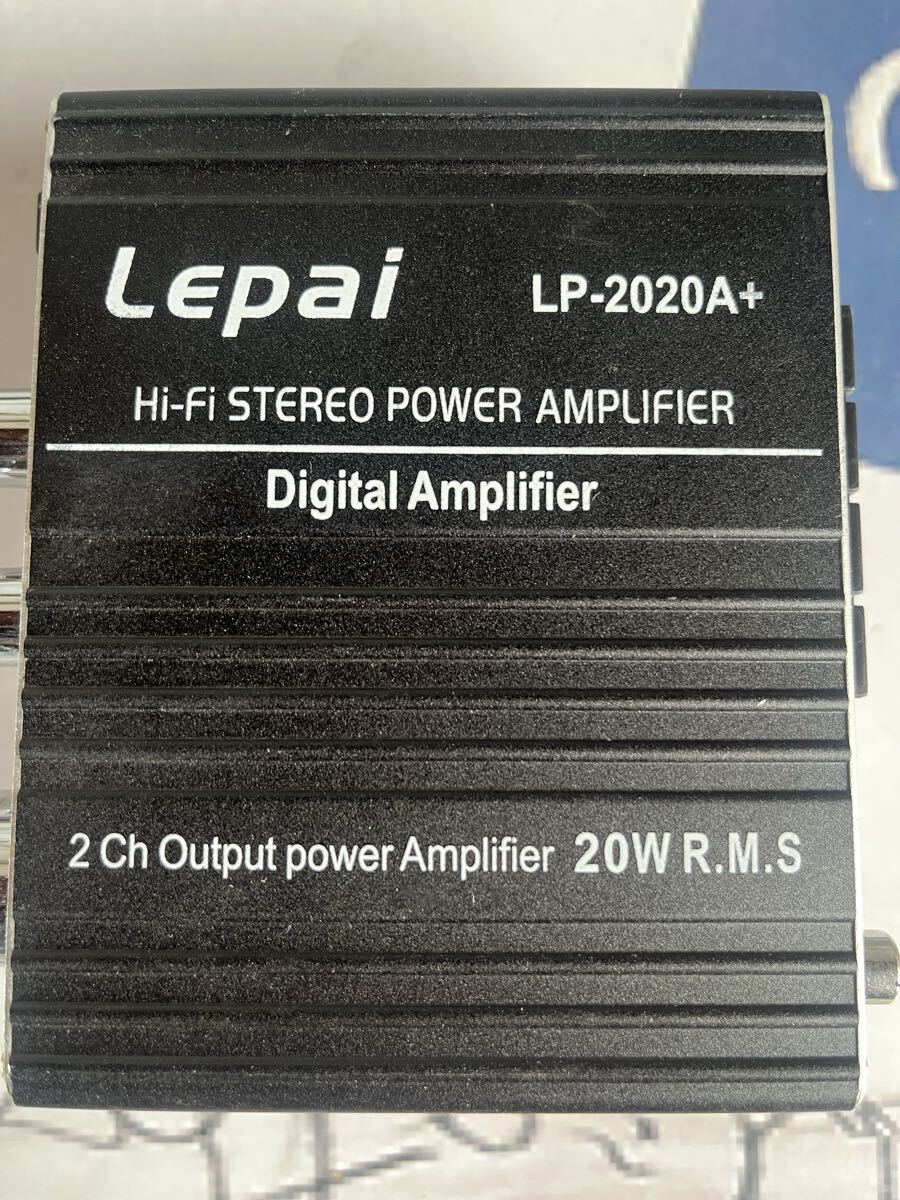 Lepai LP-2020A+
Hi-Fi STEREO POWER AMPLIFIER
Digital Amplifier
2 Ch Output power Amplifier 20W R.M.S